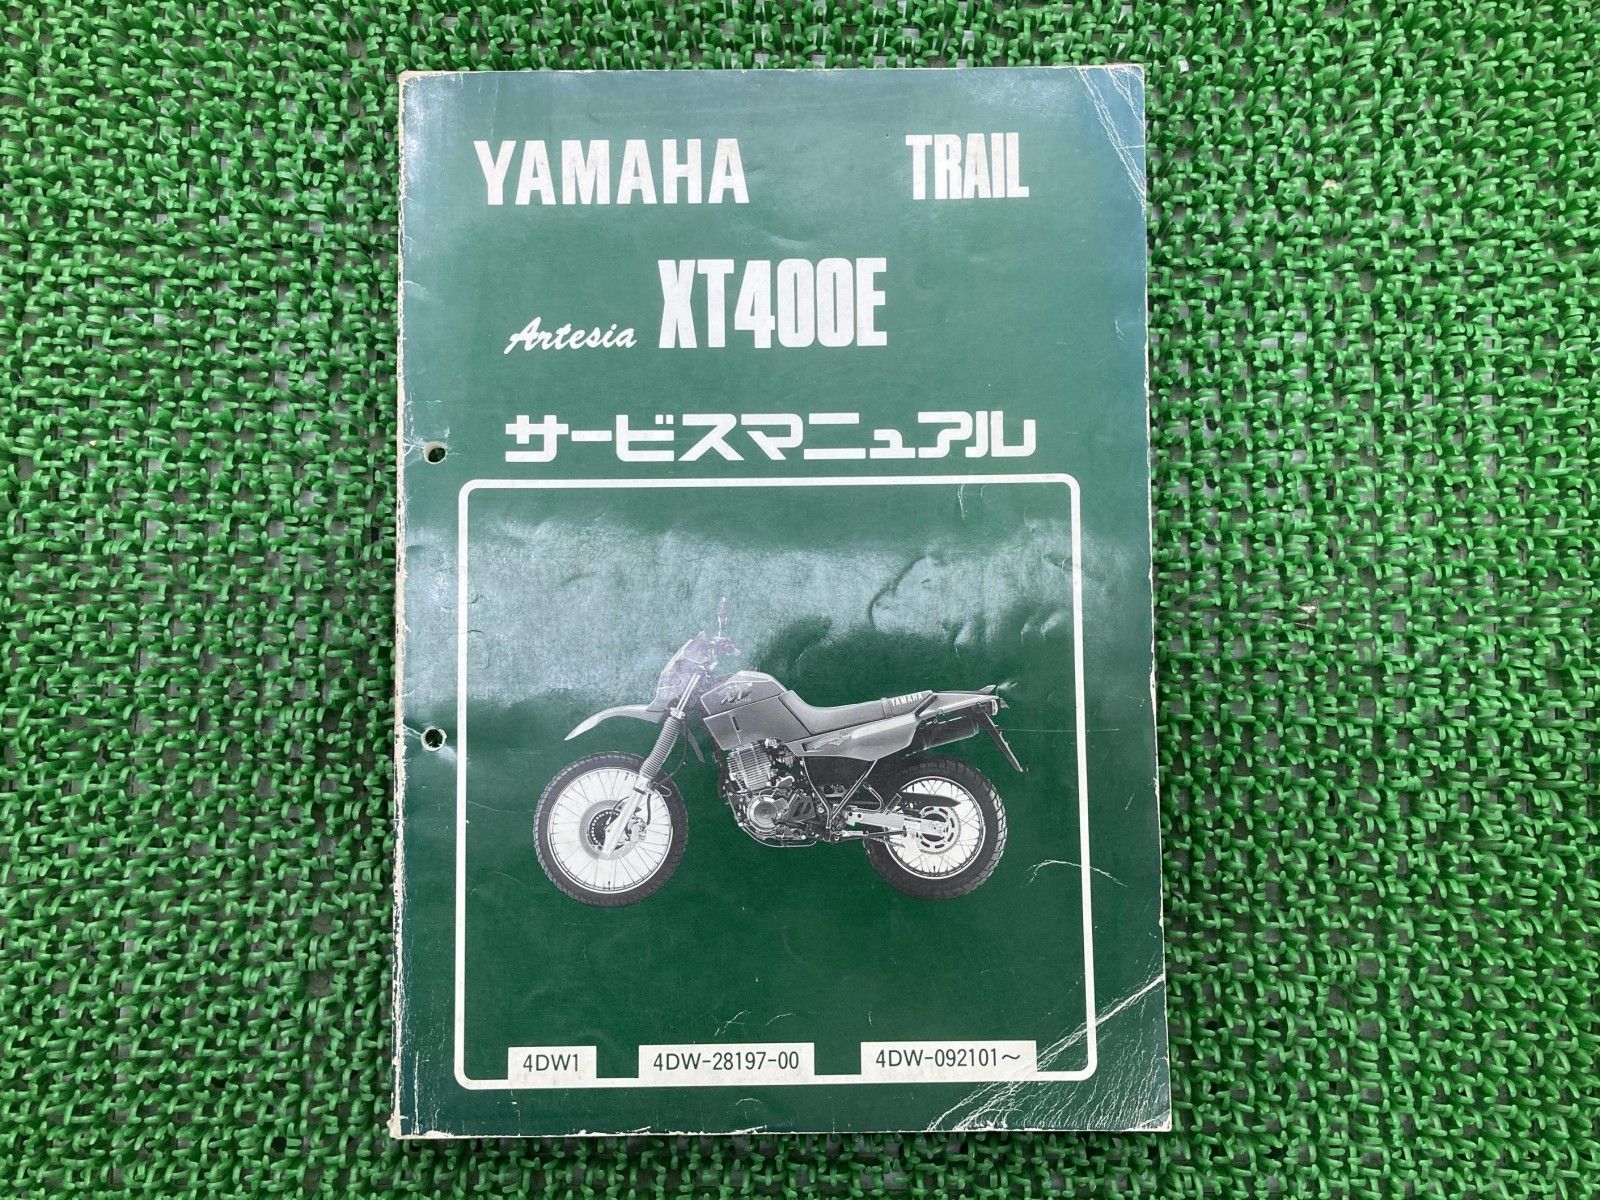 YAMAHA TRAIL
Artesia XT400E
サービスマニュアル
YAMAHA
4DW1 4DW-28197-00 4DW-092101～